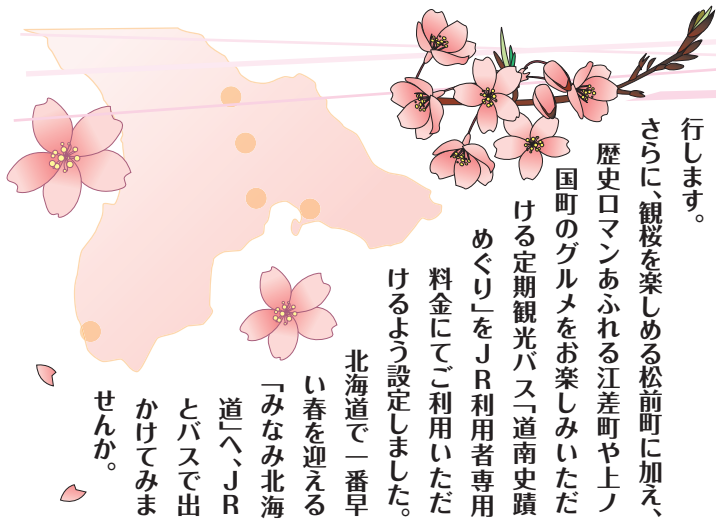 行します。
さらに、観桜を楽しめる松前町に加え、
歴史ロマンあふれる江差町や上ノ
国町のグルメをお楽しみいただ
ける定期観光バス「道南史蹟
めぐり」をJR利用者専用
料金にてご利用いただ
けるよう設定しました。
北海道で一番早
い春を迎える
「みなみ北海
道」へ、JR
とバスで出
かけてみま
せんか。